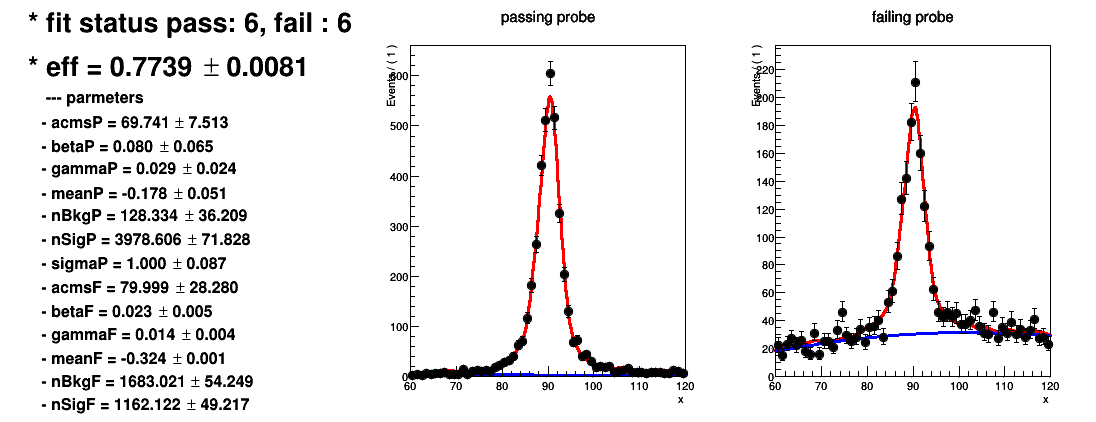 * fit status pass: 6, fail : 6
* eff = 0.7739 ± 0.0081
--- parmeters
- acmsP = 69.741 ± 7.513
- betaP = 0.080 ± 0.065
- gammaP = 0.029 ± 0.024
- meanP = -0.178 ± 0.051
- nBkgP = 128.334 ± 36.209
- nSigP = 3978.606 ± 71.828
- sigmaP = 1.000 ± 0.087
- acmsF = 79.999 ± 28.280
- betaF = 0.023 ± 0.005
- gammaF = 0.014 ± 0.004
- meanF = -0.324 ± 0.001
- nBkgF = 1683.021 ± 54.249
- nSigF = 1162.122 ± 49.217
passing probe
Events / ( 1 )
600
500
400
300
200
100
0
60 70 80 90 100 110 120
x
failing probe
Events / ( 1 )
220
200
180
160
140
120
100
80
60
40
20
0
60 70 80 90 100 110 120
x